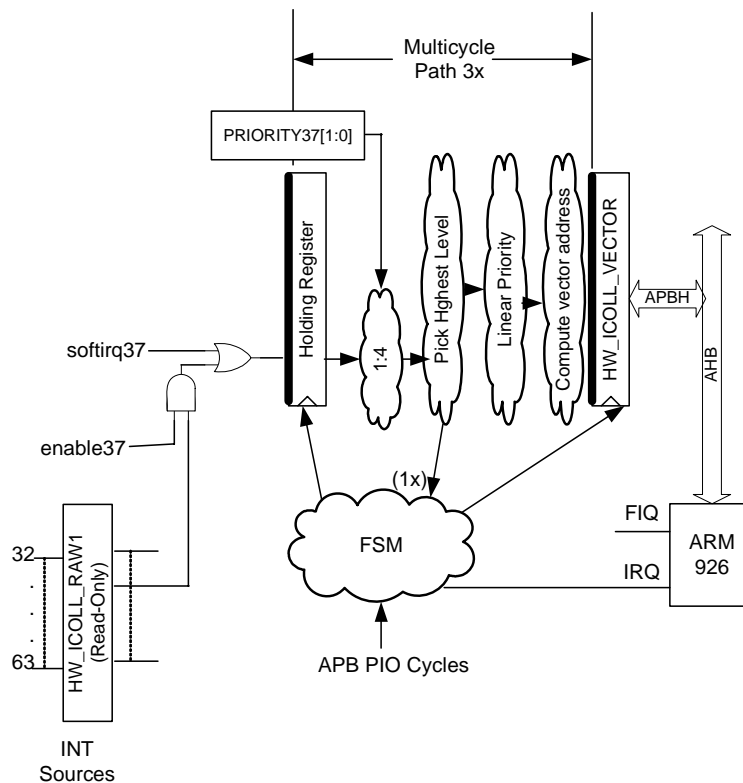 Multicycle
Path 3x
PRIORITY37[1:0]
Holding Register
1:4
Pick Hghest Level
Linear Priority
Compute vector address
HW_ICOLL_VECTOR
APBH
AHB
softirq37
enable37
(1x)
FSM
FIQ
IRQ
ARM
926
32
.
.
.
.
63
HW_ICOLL_RAW1
(Read-Only)
APB PIO Cycles
INT
Sources